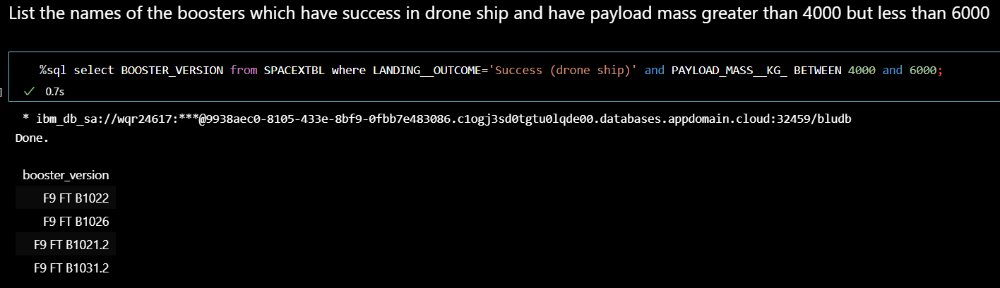 List the names of the boosters which have success in drone ship and have payload mass greater than 4000 but less than 6000
%sql select BOOSTER_VERSION from SPACEXTBL where LANDING__OUTCOME='Success (drone ship)' and PAYLOAD_MASS__KG_ BETWEEN 4000 and 6000;
] ✓ 0.7s
* ibm_db_sa://wqr24617:***@9938aec0-8105-433e-8bf9-0fbb7e483086.c1ogj3sd0tgtu0lqde00.databases.appdomain.cloud:32459/bludb
Done.
booster_version
F9 FT B1022
F9 FT B1026
F9 FT B1021.2
F9 FT B1031.2